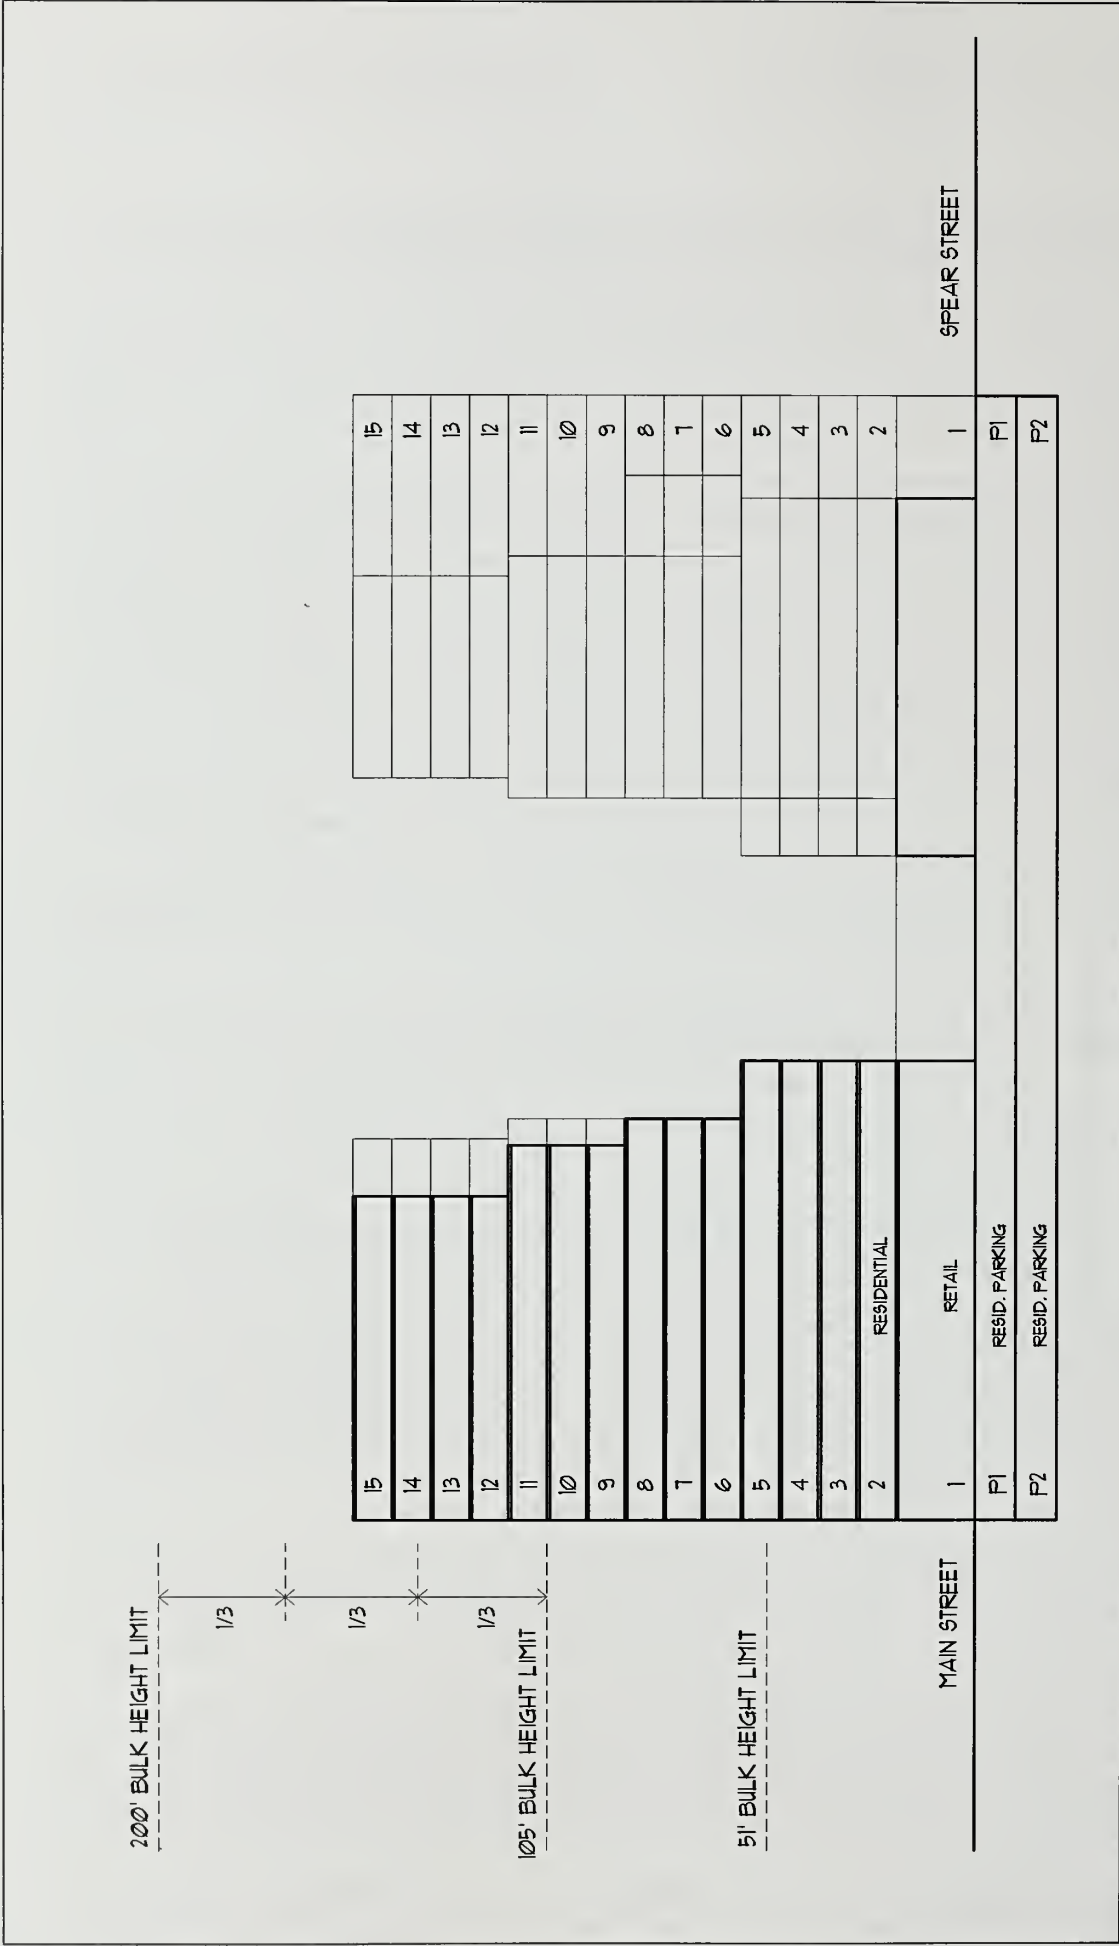 200' BULK HEIGHT LIMIT
1/3
1/3
1/3
105' BULK HEIGHT LIMIT
51' BULK HEIGHT LIMIT
MAIN STREET
15
14
13
12
11
10
9
8
7
6
5
4
3
2 RESIDENTIAL
1 RETAIL
P1 RESID. PARKING
P2 RESID. PARKING
15
14
13
12
11
10
9
8
7
6
5
4
3
2
1
P1
P2
SPEAR STREET